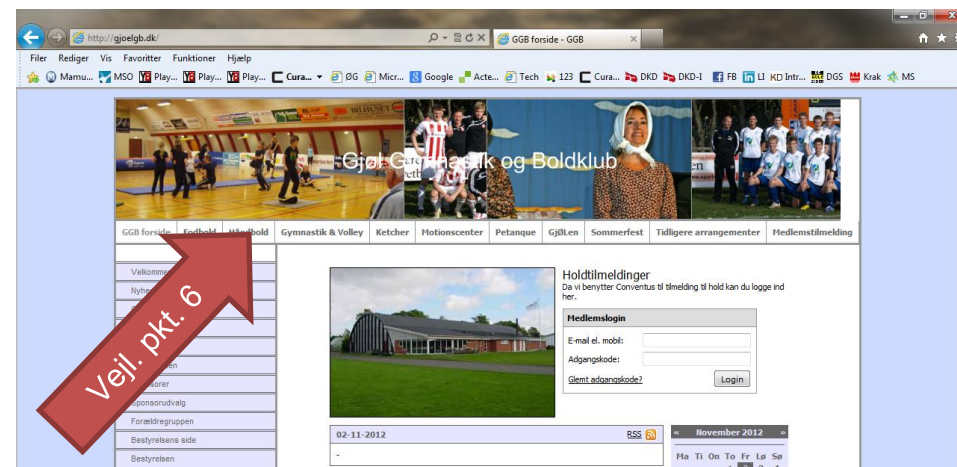 http://gjoelgb.dk/
GGB forside - GGB
Filer Rediger Vis Favoritter Funktioner Hjælp
Mamu... MSO Play... Play... Play... Cura... ØG Micr... Google Acte... Tech 123 Cura... DKD DKD-I FB LI KD Intr... DGS Krak MS
Gjøl Gymnastik og Boldklub
GGB forside Fodbold Håndbold Gymnastik & Volley Ketcher Motionscenter Petanque GjØLen Sommerfest Tidligere arrangementer Medlemstilmelding
Vejl. pkt. 6
Sponsorudvalg
Forældregruppen
Bestyrelsens side
Bestyrelsen
Holdtilmeldinger
Da vi benytter Conventus til tilmelding til hold kan du logge ind
her.
Medlemslogin
E-mail el. mobil:
Adgangskode:
Glemt adgangskode? Login
02-11-2012 RSS
-
« November 2012 »
Ma Ti On To Fr Lø Sø